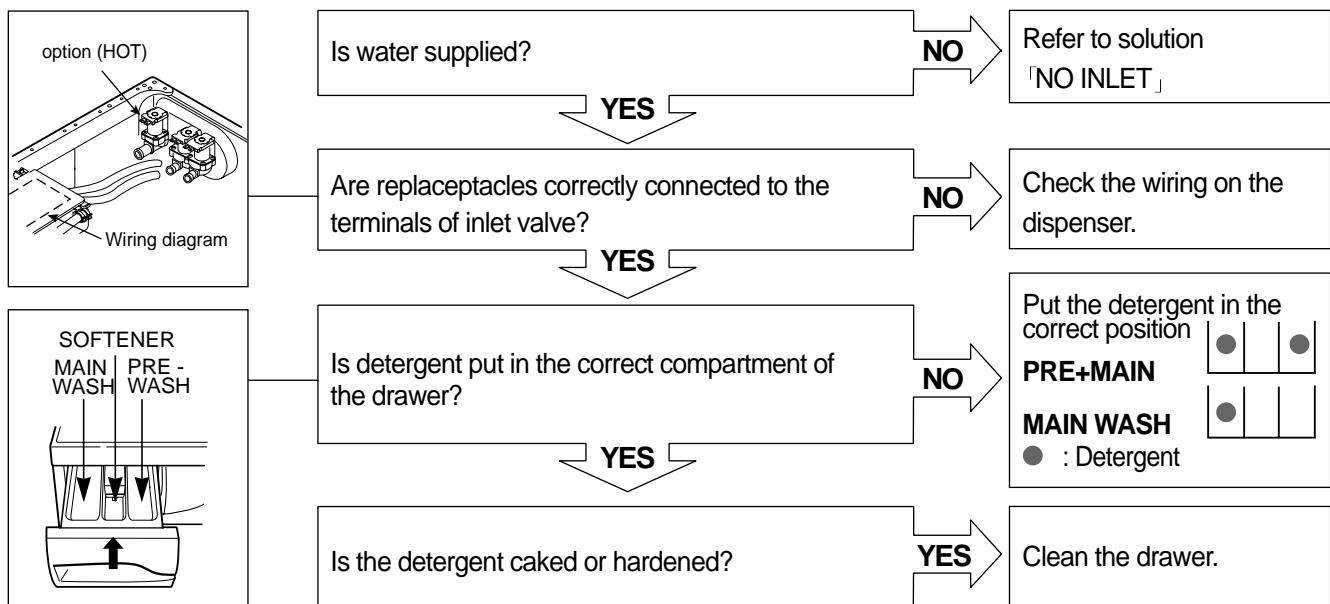 option (HOT)
Wiring diagram
Is water supplied?
NO
Refer to solution
「NO INLET」
YES
Are replaceptacles correctly connected to the
terminals of inlet valve?
NO
Check the wiring on the
dispenser.
YES
SOFTENER
MAIN PRE -
WASH WASH
Is detergent put in the correct compartment of
the drawer?
NO
Put the detergent in the
correct position
PRE+MAIN
MAIN WASH
: Detergent
YES
Is the detergent caked or hardened?
YES
Clean the drawer.